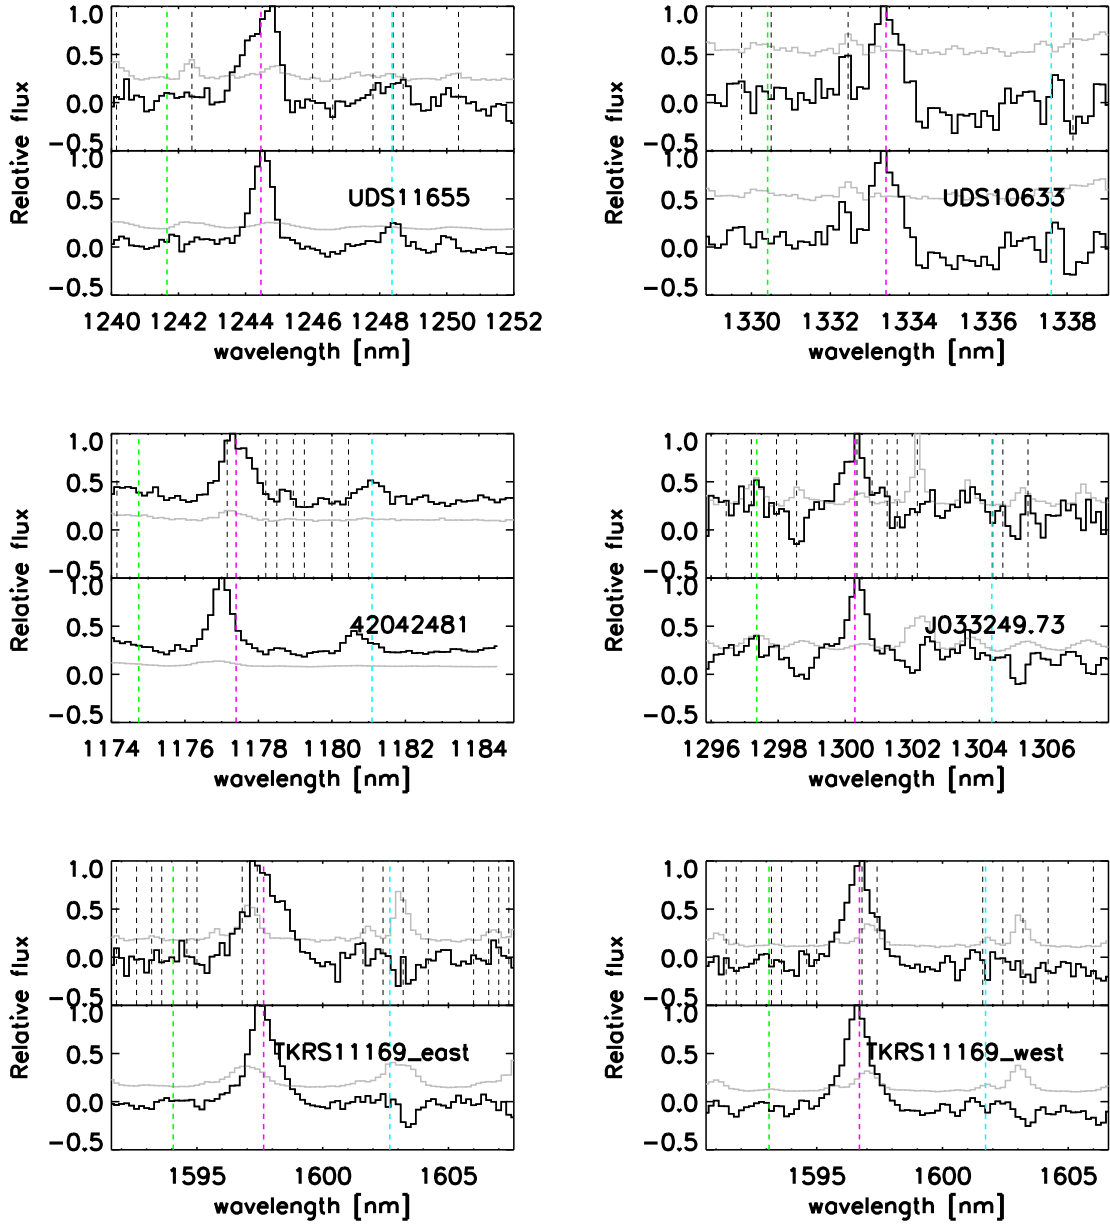 1.0
0.5
0.0
−0.5
1.0
0.5
0.0
−0.5
Relative flux
Relative flux
UDS11655
1240 1242 1244 1246 1248 1250 1252
wavelength [nm]
1.0
0.5
0.0
−0.5
1.0
0.5
0.0
−0.5
Relative flux
Relative flux
UDS10633
1330 1332 1334 1336 1338
wavelength [nm]
1.0
0.5
0.0
−0.5
1.0
0.5
0.0
−0.5
Relative flux
Relative flux
42042481
1174 1176 1178 1180 1182 1184
wavelength [nm]
1.0
0.5
0.0
−0.5
1.0
0.5
0.0
−0.5
Relative flux
Relative flux
J033249.73
1296 1298 1300 1302 1304 1306
wavelength [nm]
1.0
0.5
0.0
−0.5
1.0
0.5
0.0
−0.5
Relative flux
Relative flux
TKRS11169_east
1595 1600 1605
wavelength [nm]
1.0
0.5
0.0
−0.5
1.0
0.5
0.0
−0.5
Relative flux
Relative flux
TKRS11169_west
1595 1600 1605
wavelength [nm]